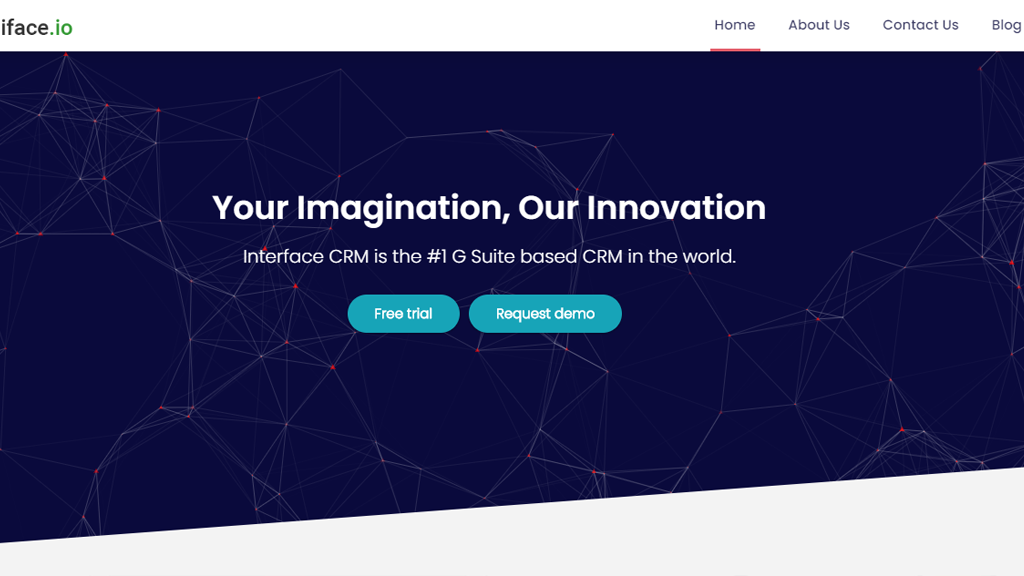 iface.io
Home
About Us
Contact Us
Blog
Your Imagination, Our Innovation
Interface CRM is the #1 G Suite based CRM in the world.
Free trial
Request demo